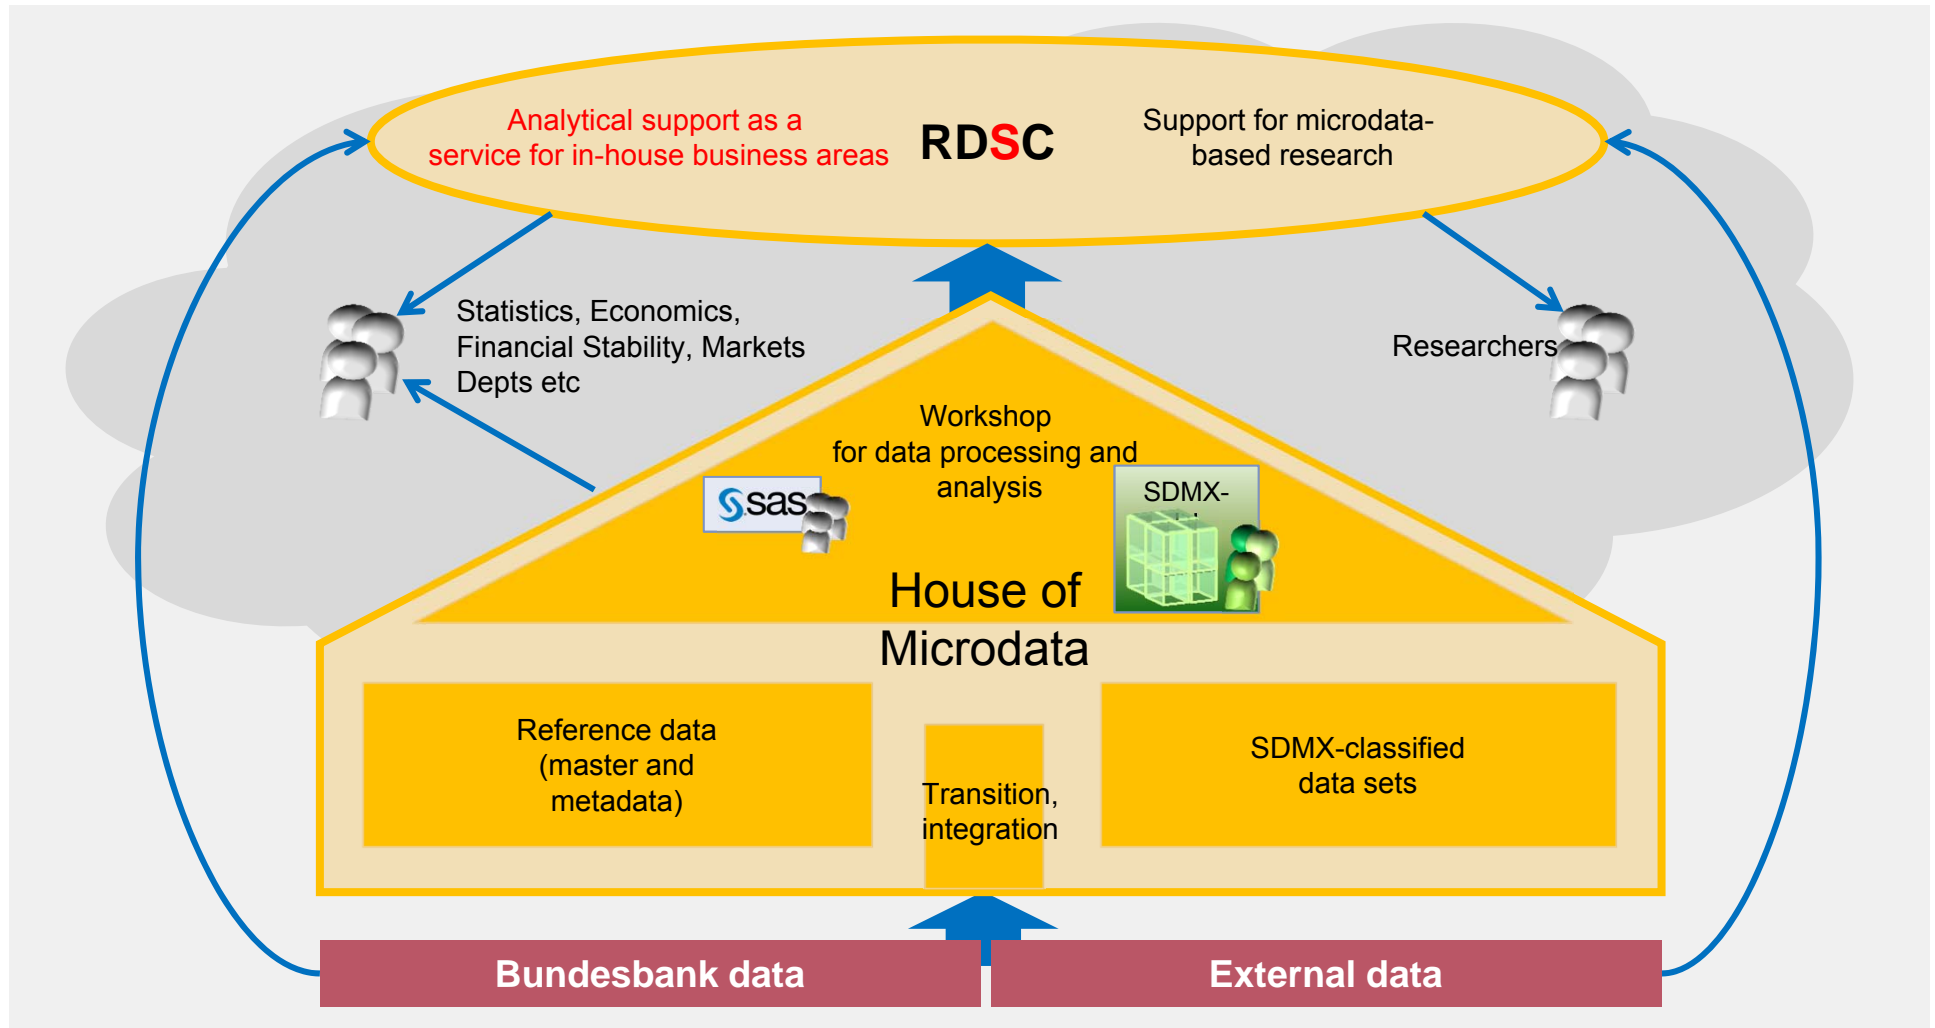 Analytical support as a
service for in-house business areas
RDSC
Support for microdata-
based research
Statistics, Economics,
Financial Stability, Markets
Depts etc
Researchers
Workshop
for data processing and
analysis
sas
SDMX-
House of
Microdata
Reference data
(master and
metadata)
Transition,
integration
SDMX-classified
data sets
Bundesbank data
External data